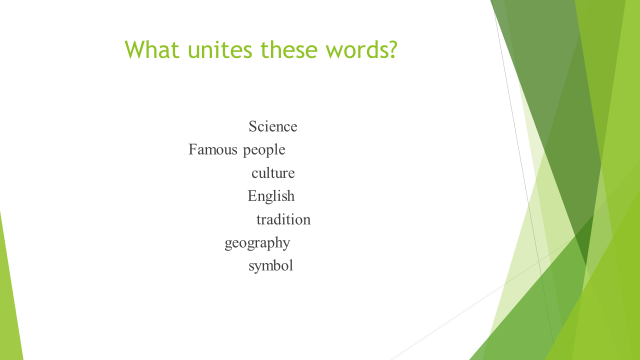 What unites these words?
Science
Famous people
culture
English
tradition
geography
symbol